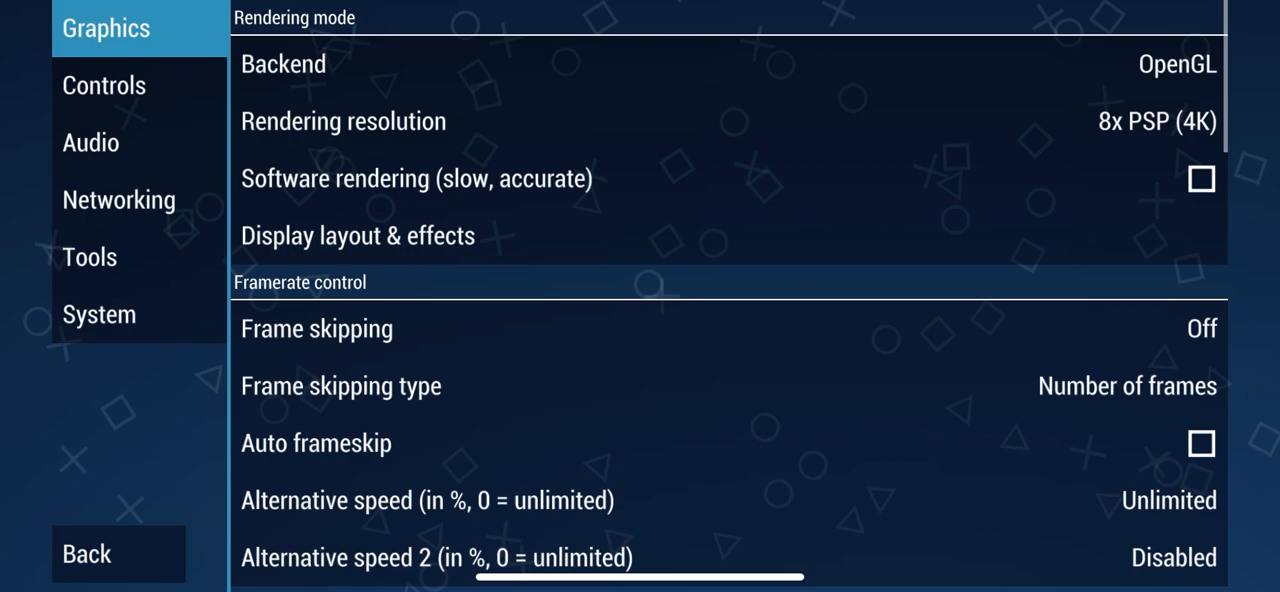 Graphics
Controls
Audio
Networking
Tools
System
Back
Rendering mode
Backend OpenGL
Rendering resolution 8x PSP (4K)
Software rendering (slow, accurate)
Display layout & effects
Framerate control
Frame skipping Off
Frame skipping type Number of frames
Auto frameskip
Alternative speed (in %, 0 = unlimited) Unlimited
Alternative speed 2 (in %, 0 = unlimited) Disabled